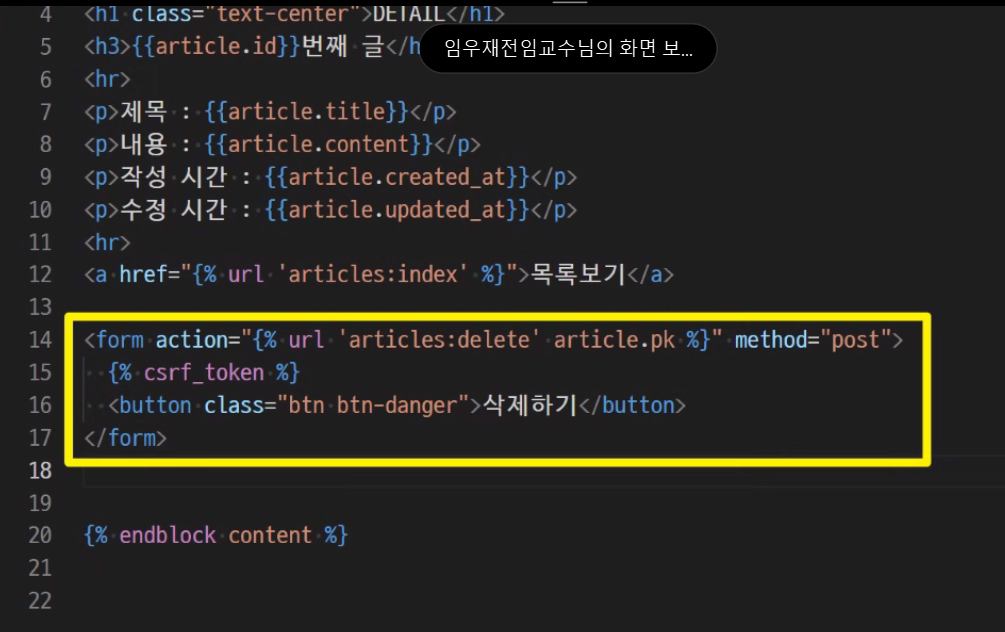 4 <h1 class="text-center">DETAIL</h1>
5 <h3>{{article.id}}번째 글</h
임우재전임교수님의 화면 보...
6 <hr>
7 <p>제목 : {{article.title}}</p>
8 <p>내용 : {{article.content}}</p>
9 <p>작성 시간 : {{article.created_at}}</p>
10 <p>수정 시간 : {{article.updated_at}}</p>
11 <hr>
12 <a href="{% url 'articles:index' %}">목록보기</a>
13
14 <form action="{% url 'articles:delete' article.pk %}" method="post">
15 {% csrf_token %}
16 <button class="btn btn-danger">삭제하기</button>
17 </form>
18
19
20 {% endblock content %}
21
22